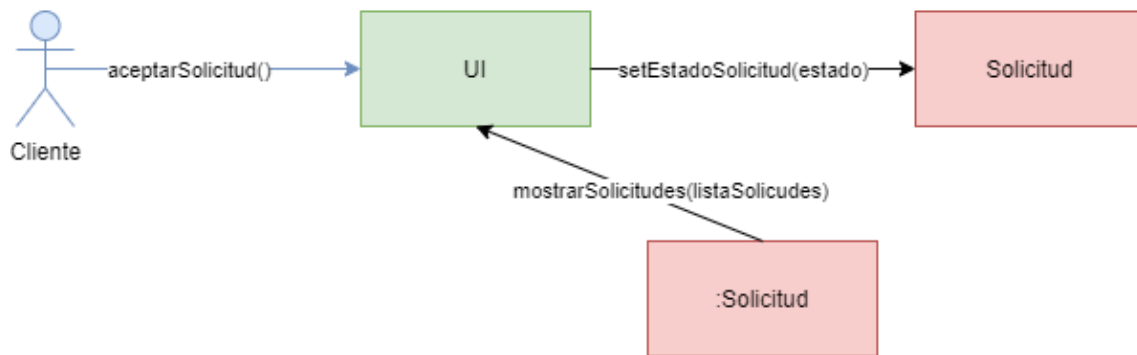 aceptarSolicitud()
UI
setEstadoSolicitud(estado)
Solicitud
Cliente
mostrarSolicitudes(listaSolicudes)
:Solicitud